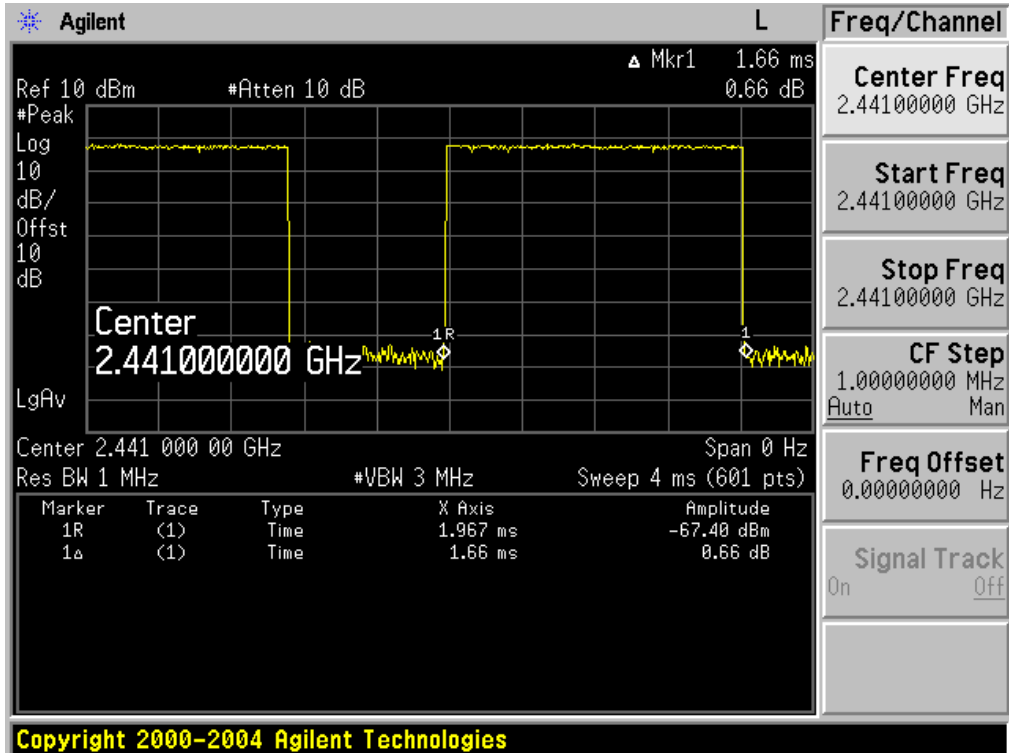 Agilent L Freq/Channel
Δ Mkr1 1.66 ms
Ref 10 dBm #Atten 10 dB 0.66 dB
#Peak
Log
10
dB/
Offst
10
dB
1R 1
Center
2.441000000 GHz
LgAv
Center 2.441 000 00 GHz Span 0 Hz
Res BW 1 MHz #VBW 3 MHz Sweep 4 ms (601 pts)
Marker Trace Type X Axis Amplitude
1R (1) Time 1.967 ms -67.40 dBm
1Δ (1) Time 1.66 ms 0.66 dB
Center Freq
2.44100000 GHz
Start Freq
2.44100000 GHz
Stop Freq
2.44100000 GHz
CF Step
1.00000000 MHz
Auto Man
Freq Offset
0.00000000 Hz
Signal Track
On Off
Copyright 2000-2004 Agilent Technologies